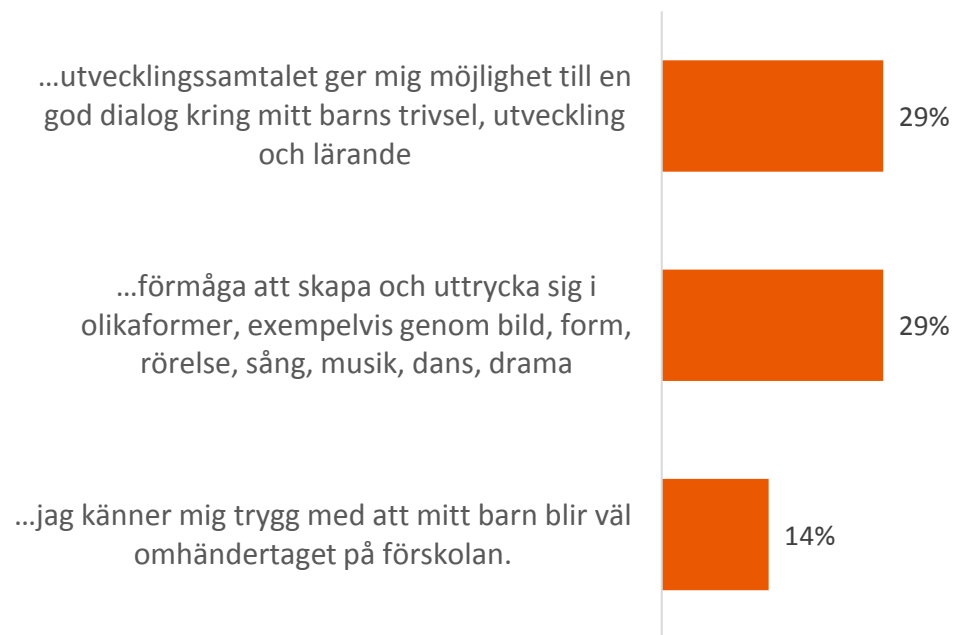 ...utvecklingssamtalet ger mig möjlighet till en
god dialog kring mitt barns trivsel, utveckling
och lärande
29%
...förmåga att skapa och uttrycka sig i
olikaformer, exempelvis genom bild, form,
rörelse, sång, musik, dans, drama
29%
...jag känner mig trygg med att mitt barn blir väl
omhändertaget på förskolan.
14%